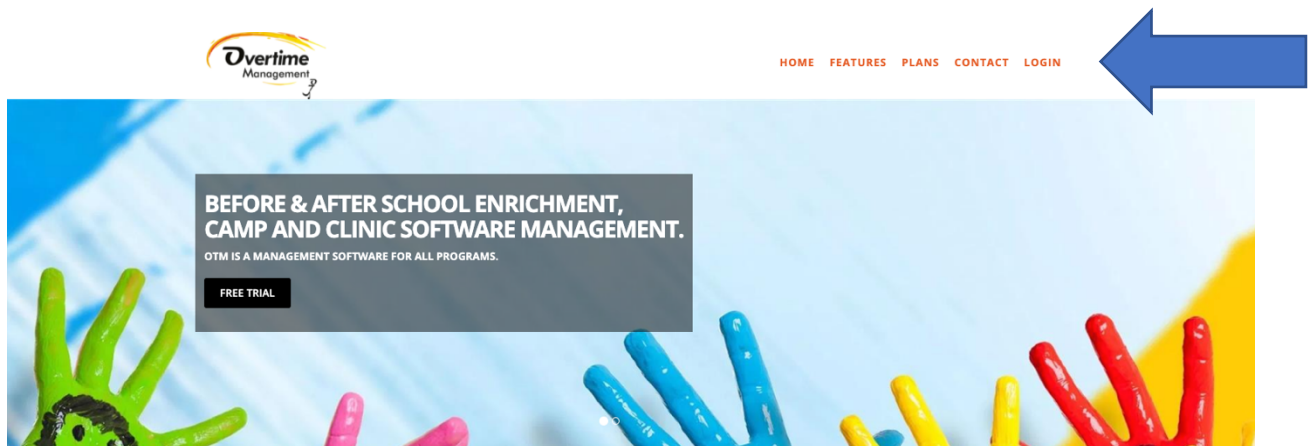 Overtime
Management
HOME FEATURES PLANS CONTACT LOGIN
BEFORE & AFTER SCHOOL ENRICHMENT,
CAMP AND CLINIC SOFTWARE MANAGEMENT.
OTM IS A MANAGEMENT SOFTWARE FOR ALL PROGRAMS.
FREE TRIAL